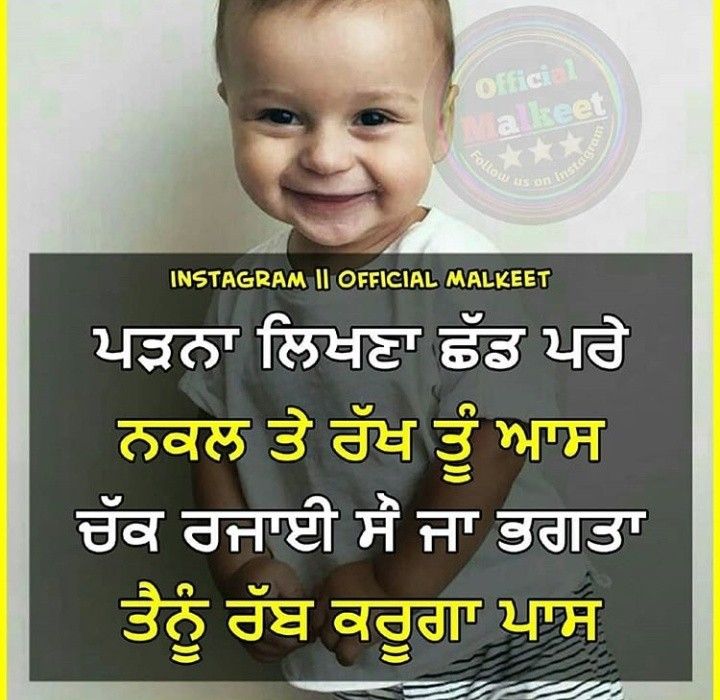 Official
Malkeet
Follow us on Instagram
INSTAGRAM || OFFICIAL MALKEET
ਪੜਨਾ ਲਿਖਣਾ ਛੱਡ ਪਰੇ
ਨਕਲ ਤੇ ਰੱਖ ਤੂੰ ਆਸ
ਚੱਕ ਰਜਾਈ ਸੌ ਜਾ ਭਗਤਾ
ਤੈਨੂੰ ਰੱਬ ਕਰੂਗਾ ਪਾਸ